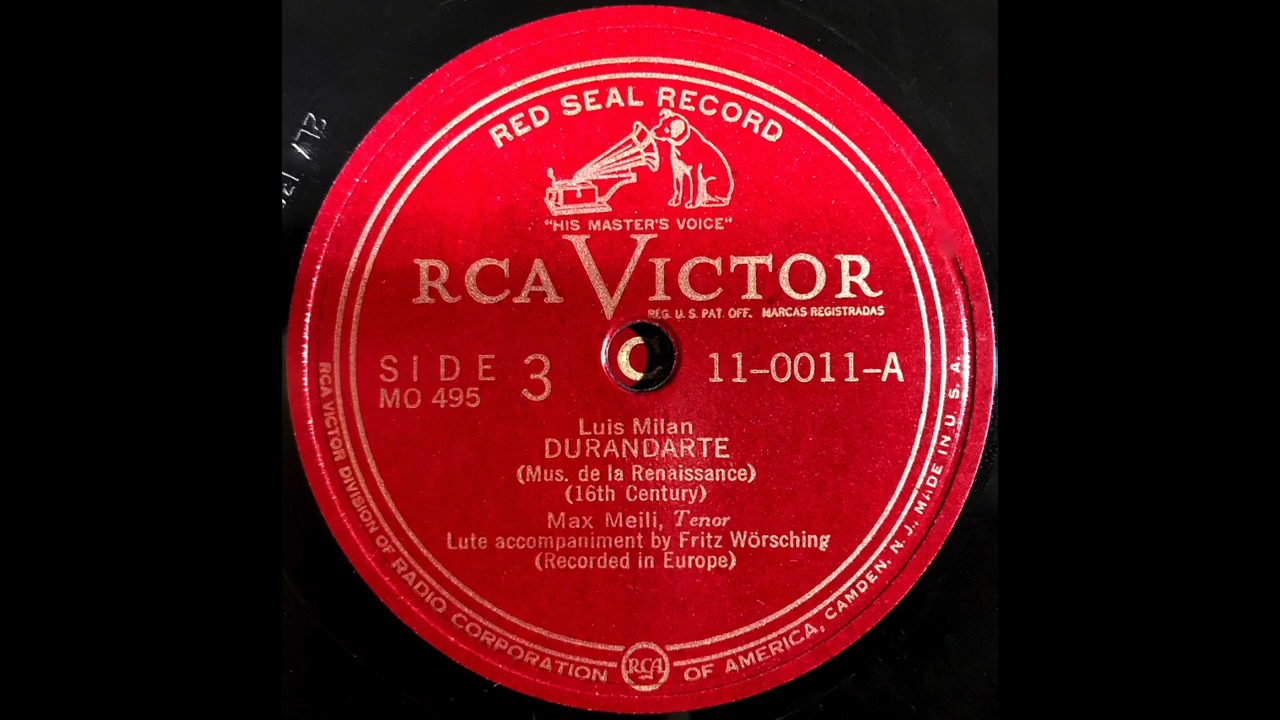 RED SEAL RECORD
"HIS MASTER'S VOICE"
RCA VICTOR
REG. U. S. PAT. OFF. MARCAS REGISTRADAS
SIDE 3
MO 495
11-0011-A
Luis Milan
DURANDARTE
(Mus. de la Renaissance)
(16th Century)
Max Meili, Tenor
Lute accompaniment by Fritz Wörsching
(Recorded in Europe)
RCA VICTOR DIVISION OF RADIO CORPORATION OF AMERICA, CAMDEN, N. J., MADE IN U. S. A.
RCA